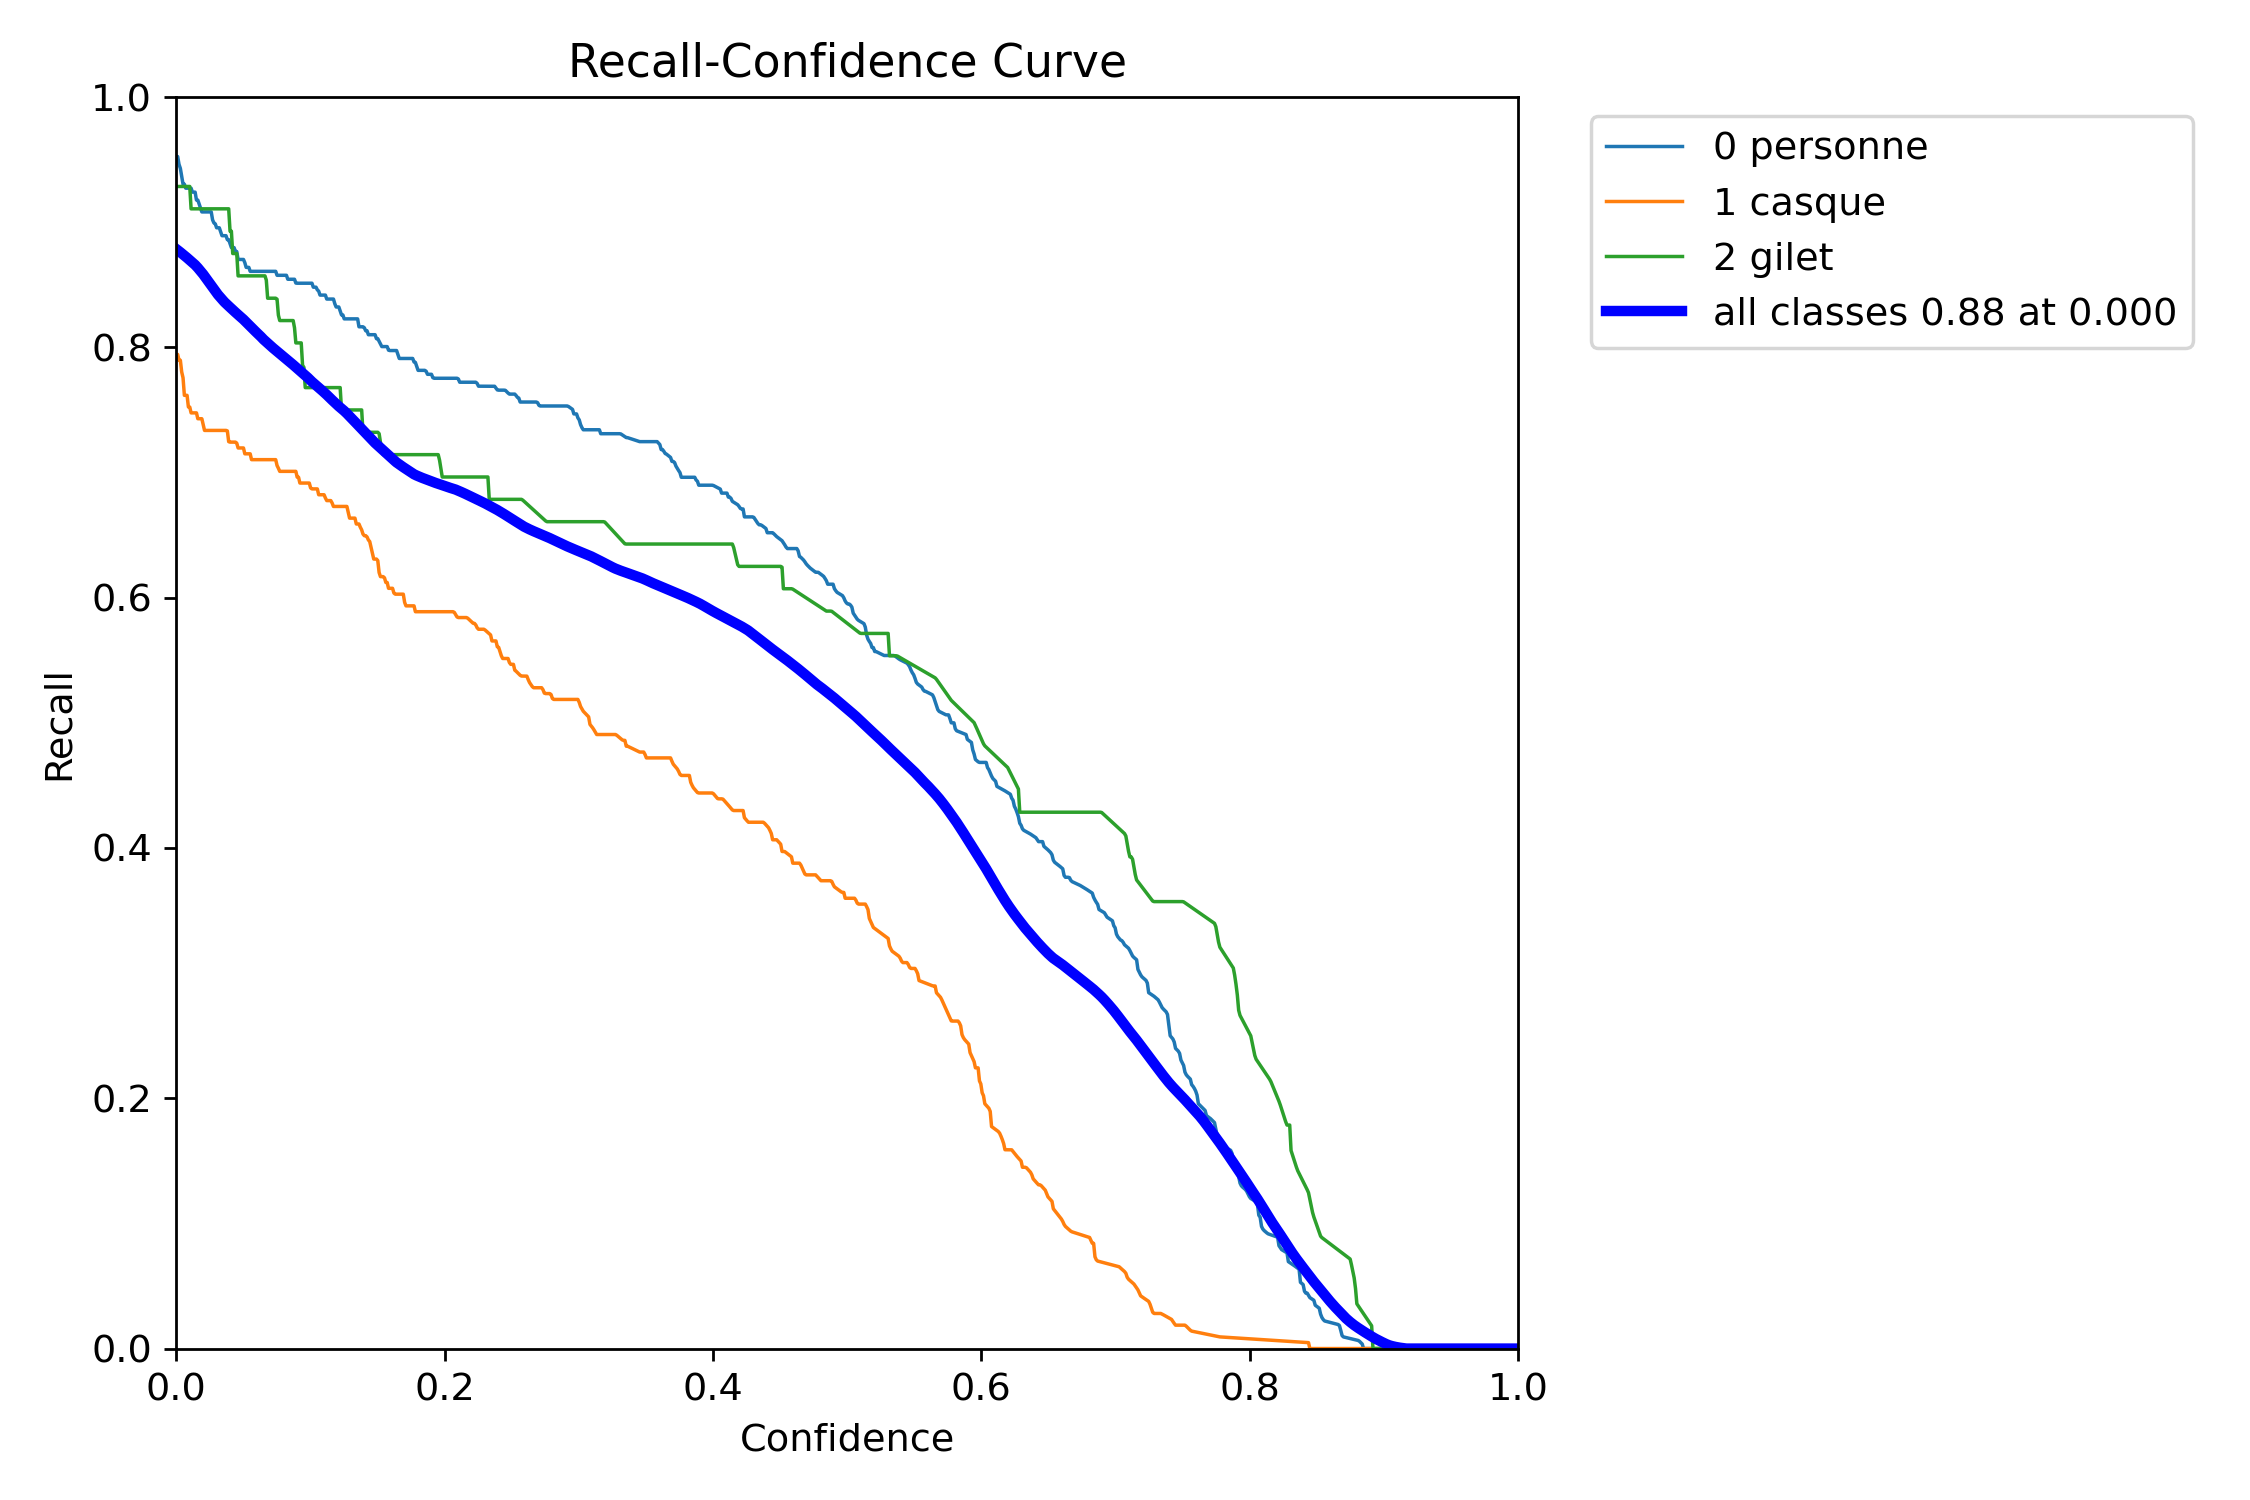 Recall-Confidence Curve
1.0
0.8
0.6
0.4
0.2
0.0
Recall
0.0 0.2 0.4 0.6 0.8 1.0
Confidence
0 personne
1 casque
2 gilet
all classes 0.88 at 0.000